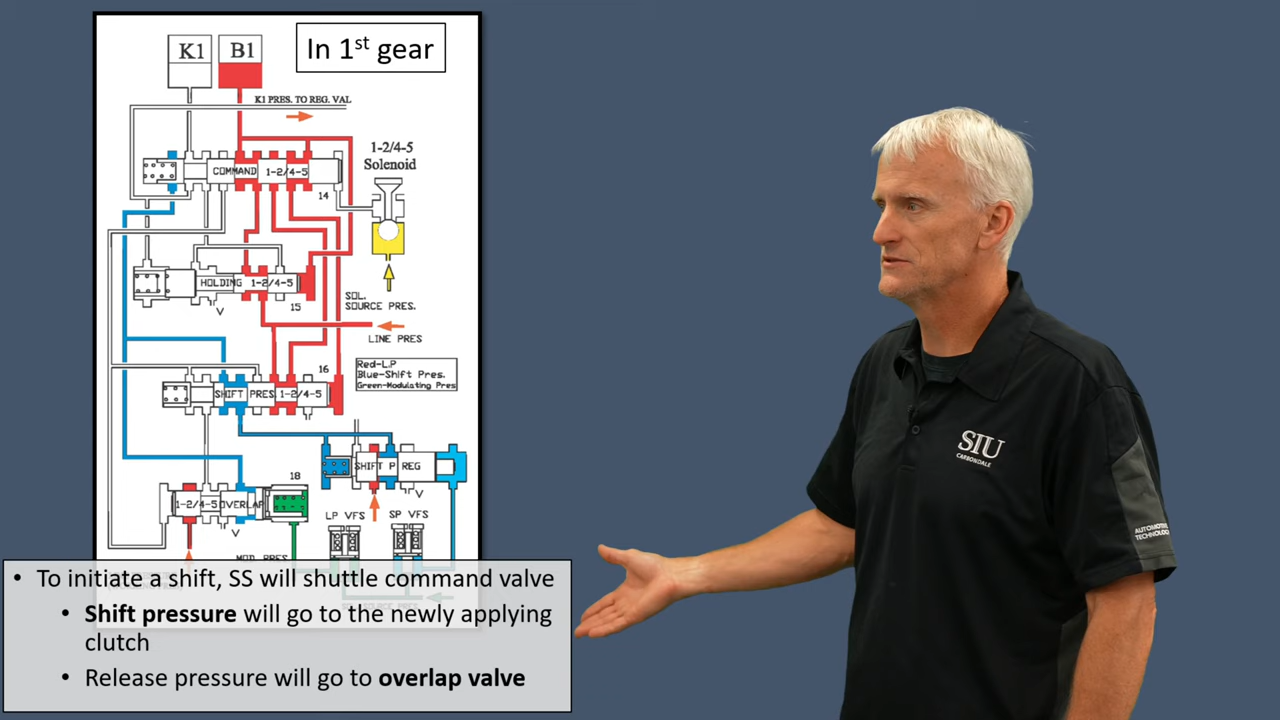 In 1st gear
K1
B1
K1 PRES. TO REG. VAL
1-2/4-5
Solenoid
COMMAND 1-2/4-5
14
HOLDING 1-2/4-5
V
15
SOL.
SOURCE PRES.
LINE PRES
16
Red-L.P
Blue-Shift Pres.
Green-Modulating Pres
SHIFT PRES 1-2/4-5
SHIFT P REG
18
V
1-2/4-5 OVERLAP
V
LP VFS
SP VFS
MOD PRES
• To initiate a shift, SS will shuttle command valve
• Shift pressure will go to the newly applying
clutch
• Release pressure will go to overlap valve
SIU
CARBONDALE
AUTOMOTIVE
TECHNOLOGY